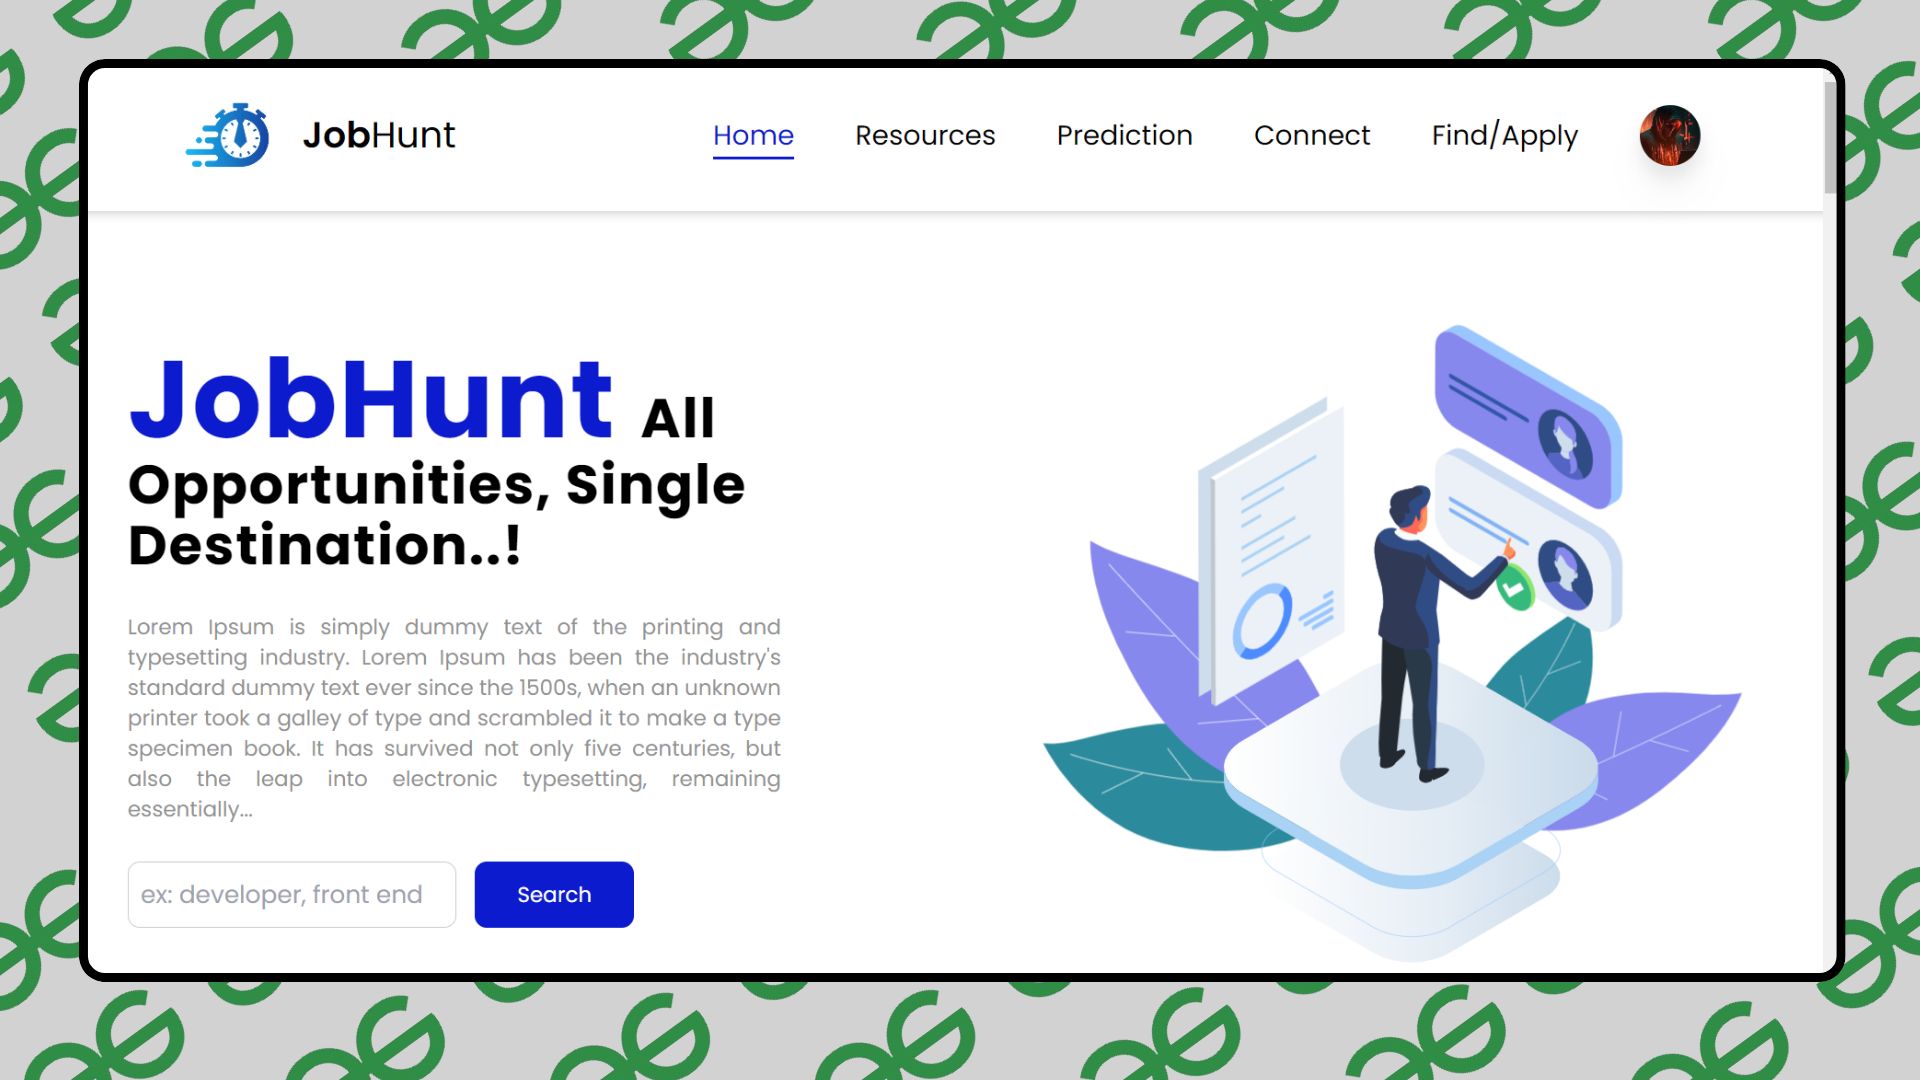 JobHunt
Home Resources Prediction Connect Find/Apply
JobHunt All
Opportunities, Single
Destination..!
Lorem Ipsum is simply dummy text of the printing and
typesetting industry. Lorem Ipsum has been the industry's
standard dummy text ever since the 1500s, when an unknown
printer took a galley of type and scrambled it to make a type
specimen book. It has survived not only five centuries, but
also the leap into electronic typesetting, remaining
essentially...
ex: developer, front end
Search